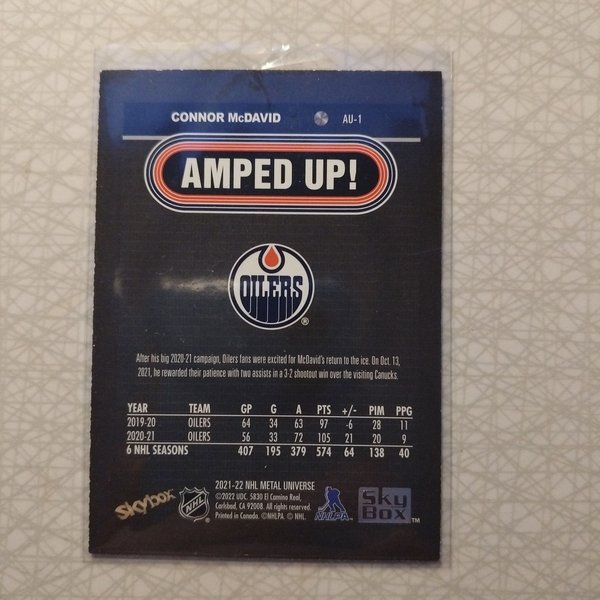 CONNOR McDAVID AU-1
AMPED UP!
OILERS
®
After his big 2020-21 campaign, Oilers fans were excited for McDavid's return to the ice. On Oct. 13,
2021, he rewarded their patience with two assists in a 3-2 shootout win over the visiting Canucks.
YEAR TEAM GP G A PTS +/- PIM PPG
2019-20 OILERS 64 34 63 97 -6 28 11
2020-21 OILERS 56 33 72 105 21 20 9
6 NHL SEASONS 407 195 379 574 64 138 40
2021-22 NHL METAL UNIVERSE
©2022 UDC. 5830 El Camino Real,
Carlsbad, CA 92008. All rights reserved.
Printed in Canada. ©NHLPA. © NHL.
skybox
NHL
NHLPA
Sky
Box ™